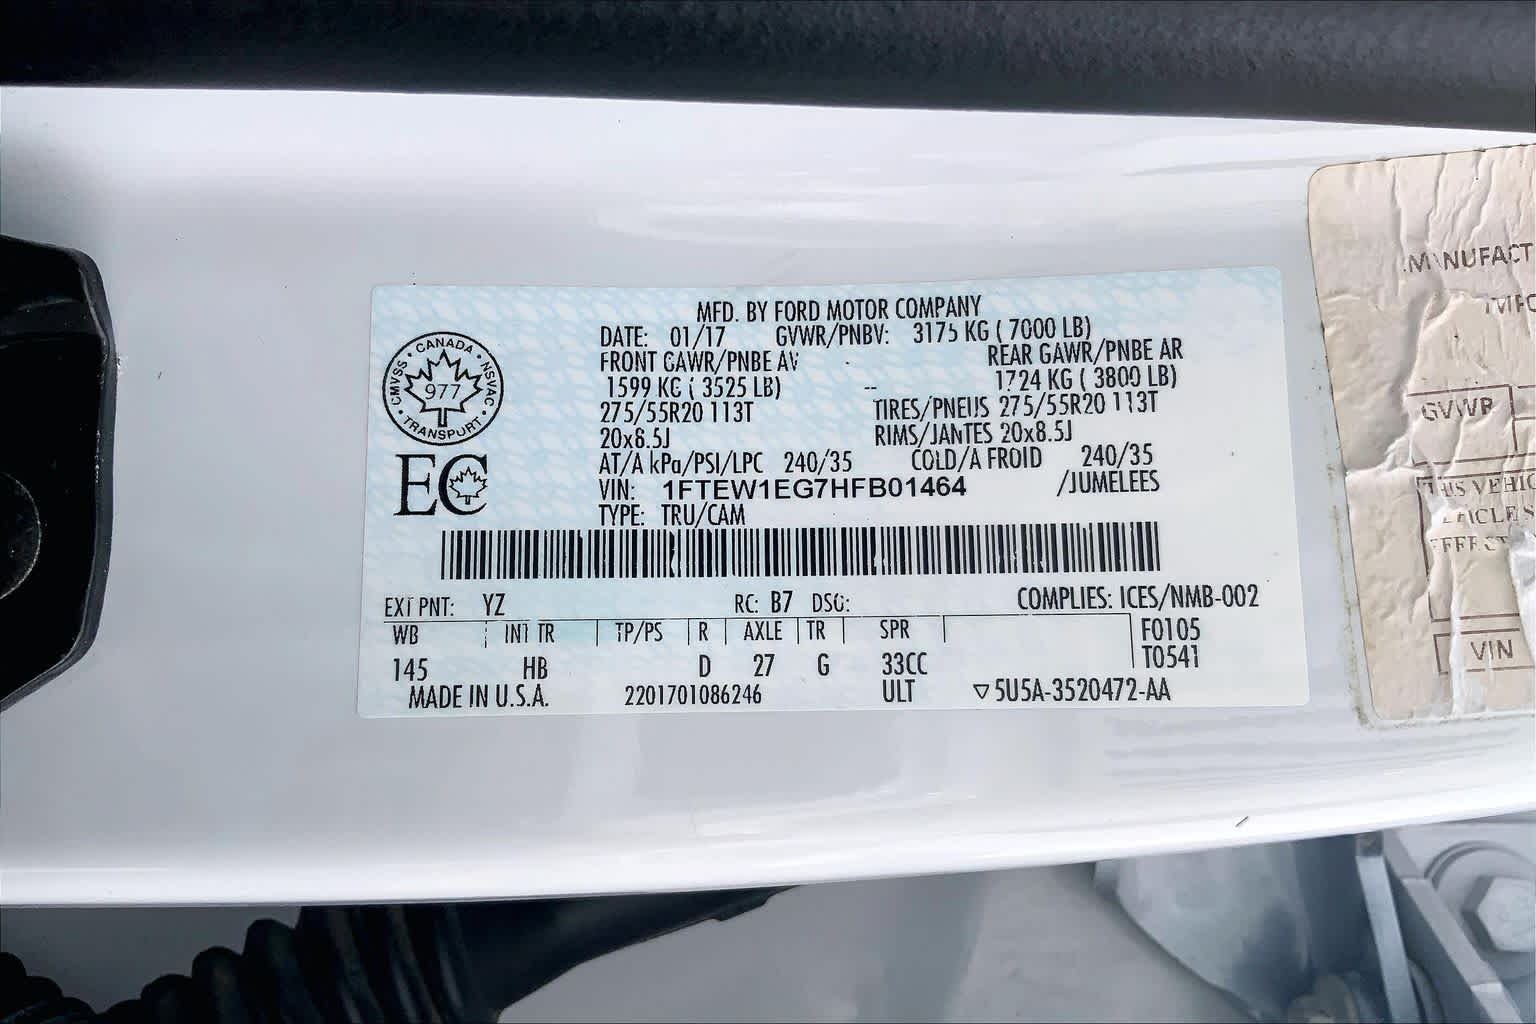 MFD. BY FORD MOTOR COMPANY
DATE: 01/17 GVWR/PNBV: 3175 KG ( 7000 LB)
FRONT GAWR/PNBE AV - REAR GAWR/PNBE AR
1599 KG ( 3525 LB) -- 1724 KG ( 3800 LB)
275/55R20 113T TIRES/PNEUS 275/55R20 113T
20x8.5J RIMS/JANTES 20x8.5J
AT/A kPa/PSI/LPC 240/35 COLD/A FROID 240/35
VIN: 1FTEW1EG7HFB01464 /JUMELEES
TYPE: TRU/CAM
CANADA
CMVSS 977 NSVAC
TRANSPORT
EC
EXT PNT: YZ RC: B7 DSO: COMPLIES: ICES/NMB-002
WB INT TR TP/PS R AXLE TR SPR F0105
145 HB D 27 G 33CC T0541
MADE IN U.S.A. 2201701086246 ULT ▽5U5A-3520472-AA
GVWR
VIN